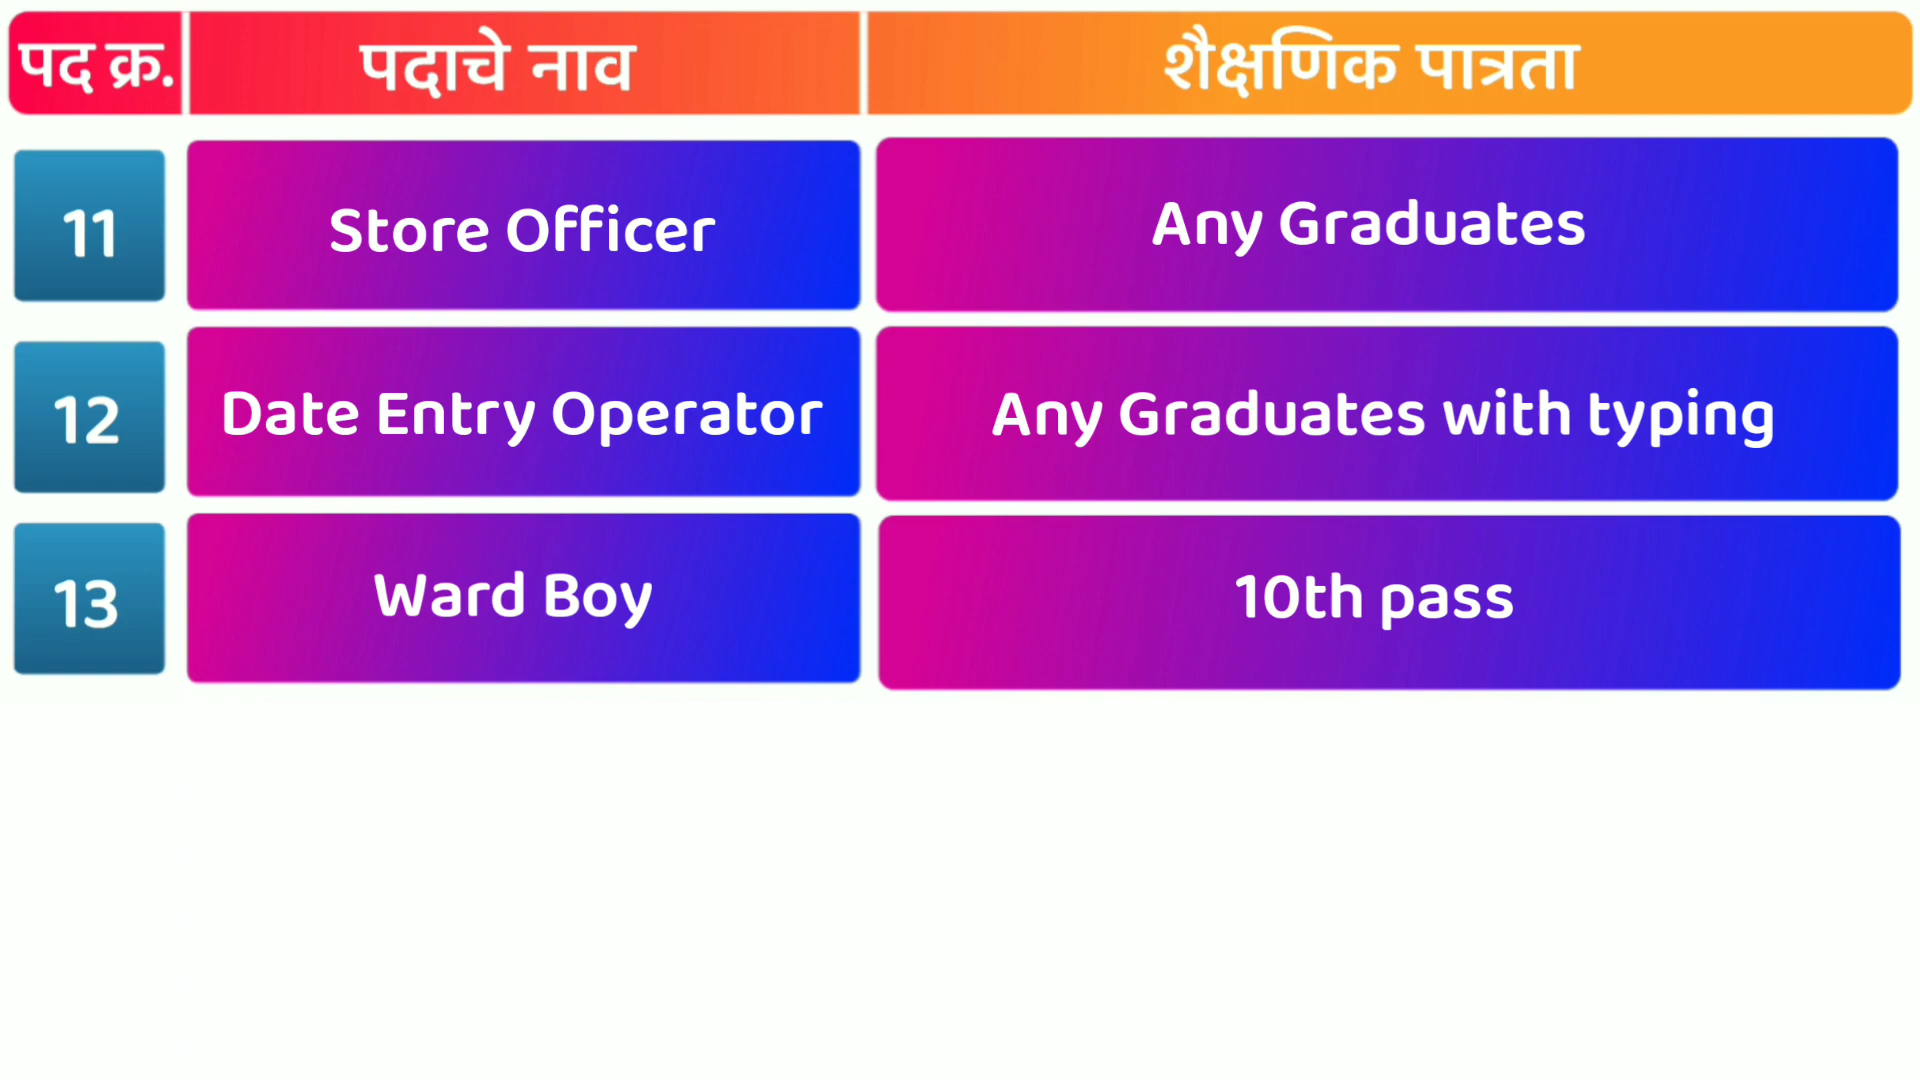 पद क्र. पदाचे नाव शैक्षणिक पात्रता
11 Store Officer Any Graduates
12 Date Entry Operator Any Graduates with typing
13 Ward Boy 10th pass